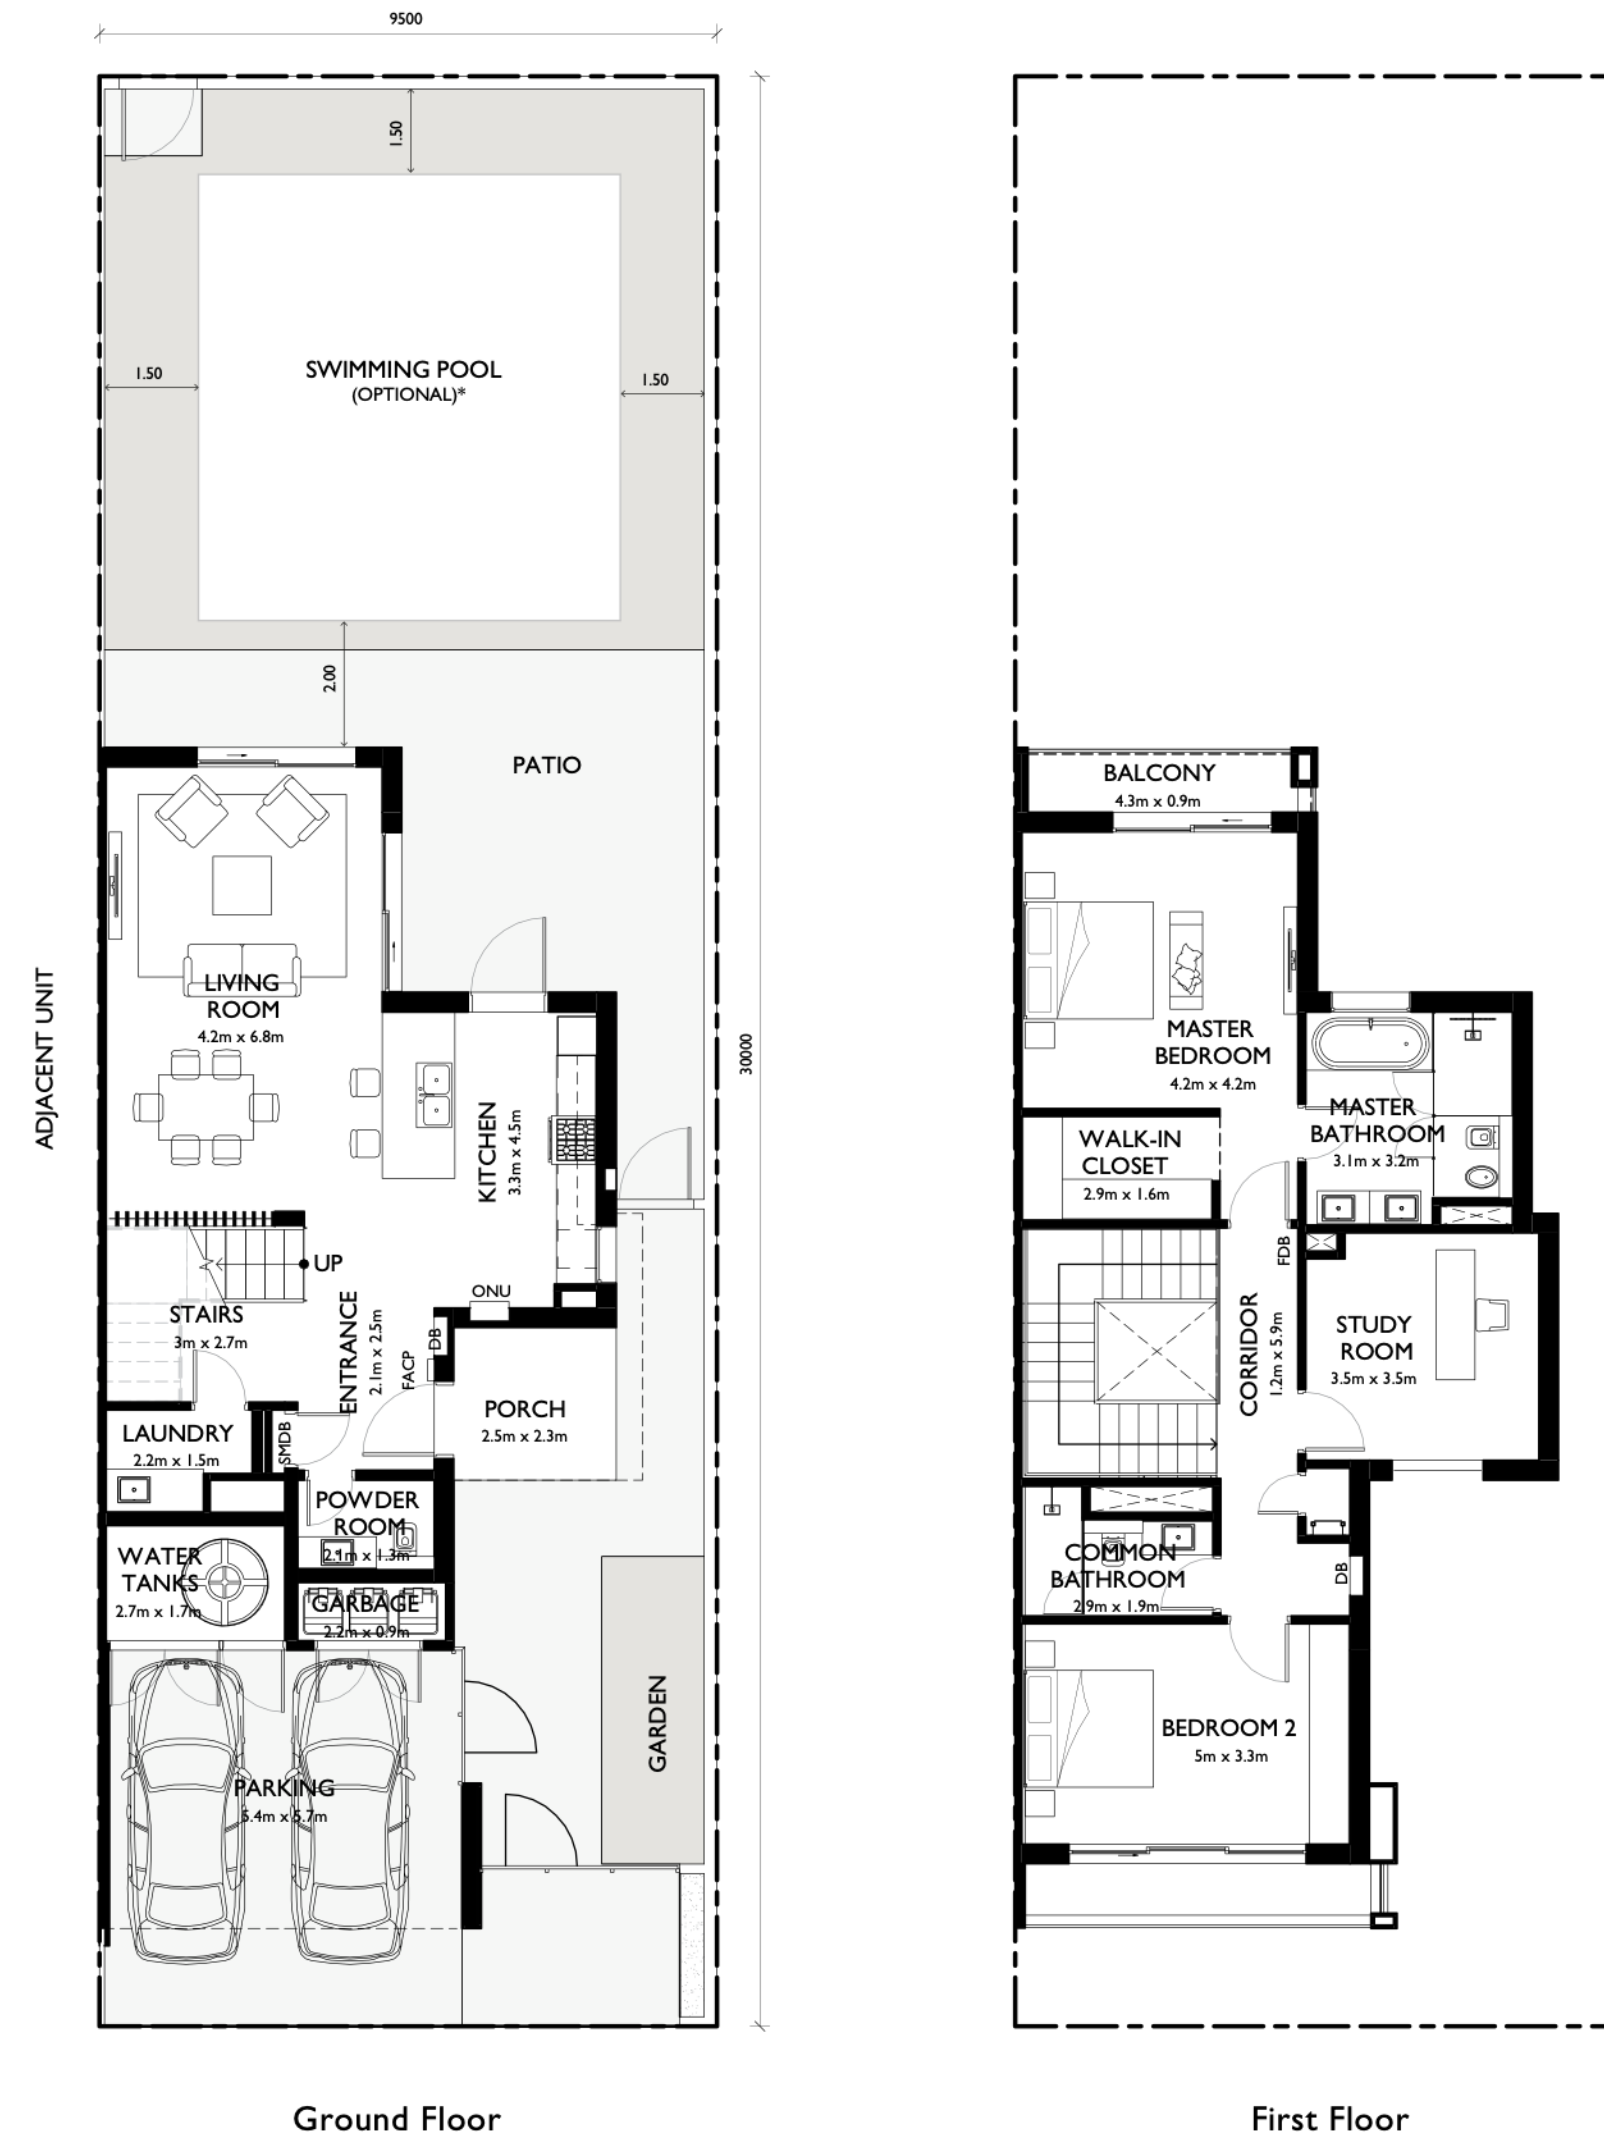 9500
1.50
SWIMMING POOL
(OPTIONAL)*
1.50
1.50
2.00
PATIO
ADJACENT UNIT
30000
LIVING
ROOM
4.2m x 6.8m
KITCHEN
3.3m x 4.5m
UP
STAIRS
3m x 2.7m
ENTRANCE
2.1m x 2.5m
ONU
DB
FACP
PORCH
2.5m x 2.3m
LAUNDRY
2.2m x 1.5m
SMDB
POWDER
ROOM
2.1m x 1.3m
WATER
TANKS
2.7m x 1.7m
GARBAGE
2.2m x 0.9m
GARDEN
PARKING
5.4m x 5.7m
Ground Floor
BALCONY
4.3m x 0.9m
MASTER
BEDROOM
4.2m x 4.2m
MASTER
BATHROOM
3.1m x 3.2m
WALK-IN
CLOSET
2.9m x 1.6m
FDB
CORRIDOR
1.2m x 5.9m
STUDY
ROOM
3.5m x 3.5m
COMMON
BATHROOM
2.9m x 1.9m
DB
BEDROOM 2
5m x 3.3m
First Floor